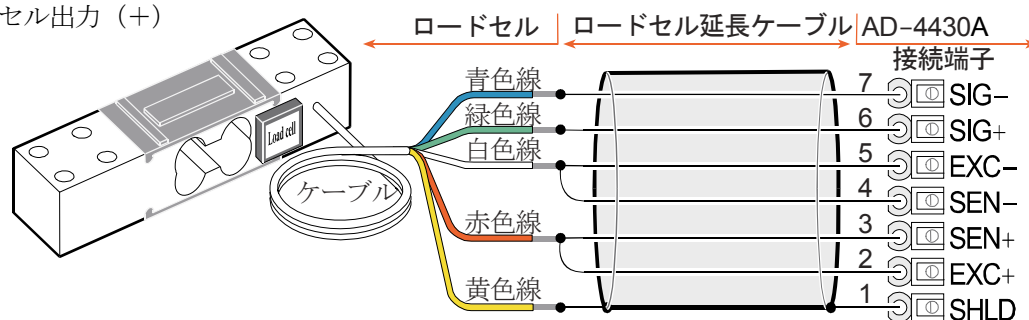 セル出力（+）
ロードセル
ロードセル延長ケーブル
AD-4430A
接続端子
青色線
7
SIG-
緑色線
6
SIG+
白色線
5
EXC-
4
SEN-
赤色線
3
SEN+
2
EXC+
黄色線
1
SHLD
Load cell
ケーブル